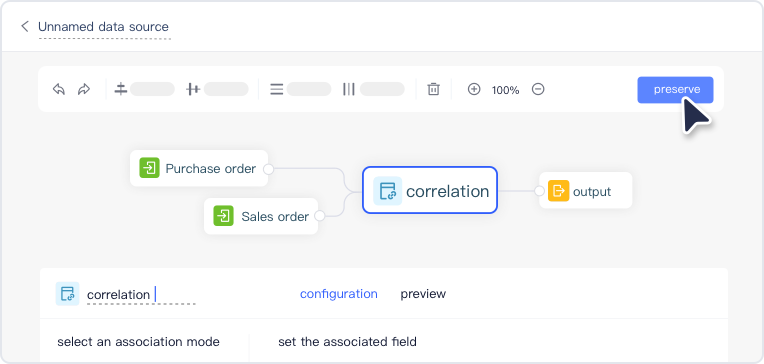 Unnamed data source
100%
preserve
Purchase order
correlation
output
Sales order
correlation
configuration
preview
select an association mode
set the associated field